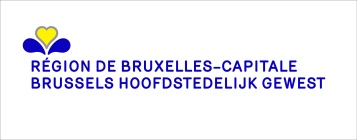 RÉGION DE BRUXELLES-CAPITALE
BRUSSELS HOOFDSTEDELIJK GEWEST